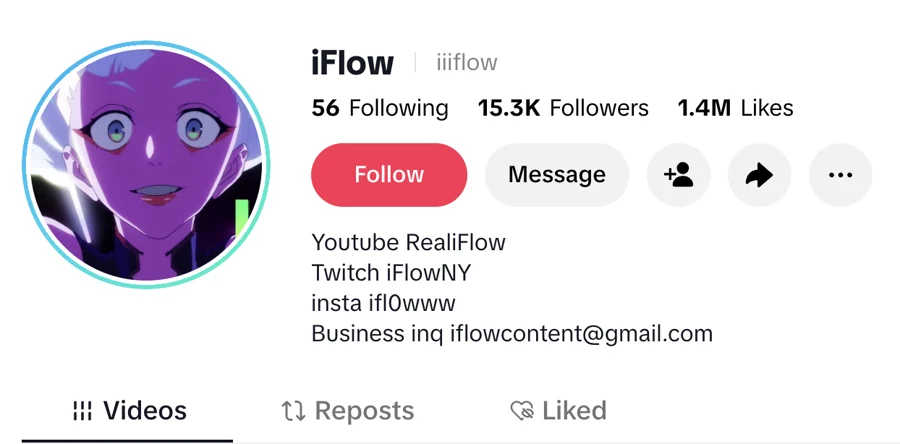 iFlow iiiflow
56 Following 15.3K Followers 1.4M Likes
Follow Message
Youtube RealiFlow
Twitch iFlowNY
insta ifl0www
Business inq iflowcontent@gmail.com
Videos Reposts Liked